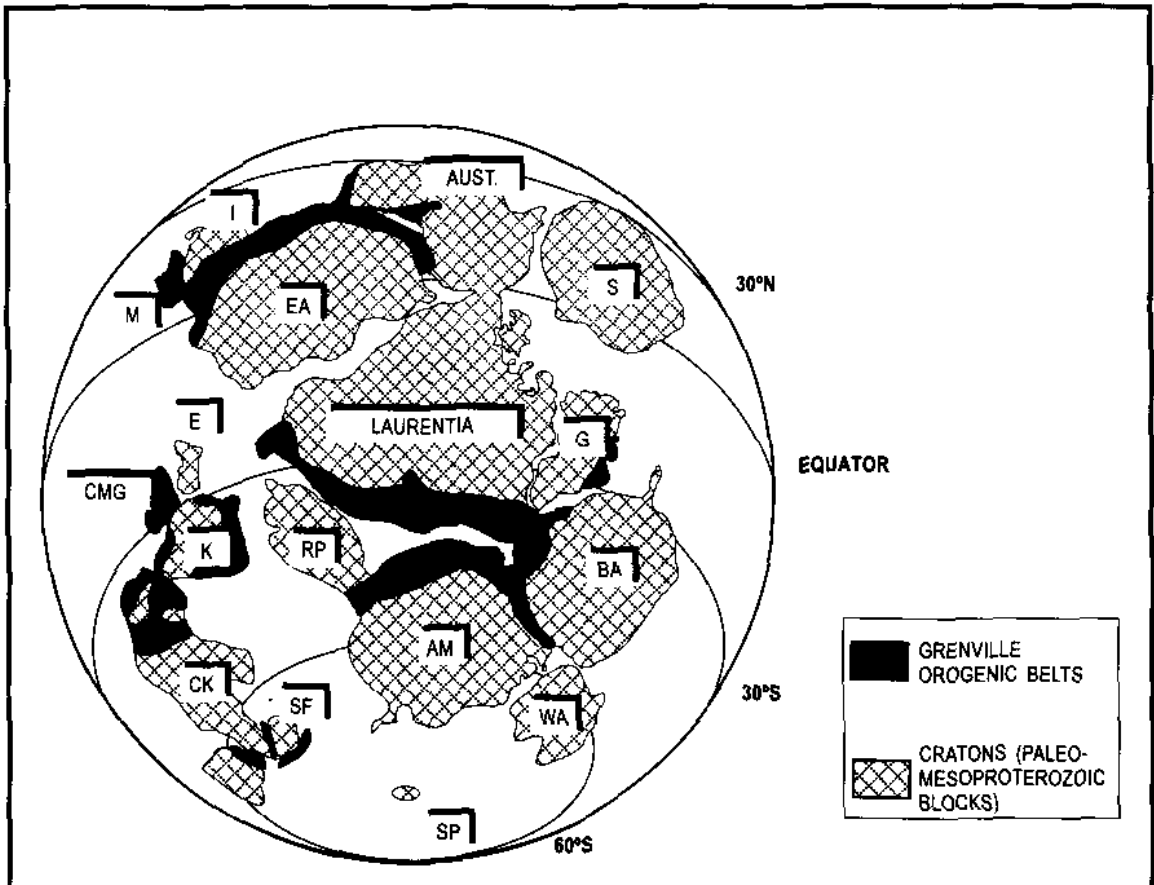 AUST.
I
S
30°N
M
EA
E
LAURENTIA
G
EQUATOR
CMG
K
RP
BA
AM
GRENVILLE
OROGENIC BELTS
CK
SF
WA
30°S
CRATONS (PALEO-
MESOPROTEROZOIC
BLOCKS)
SP
60°S